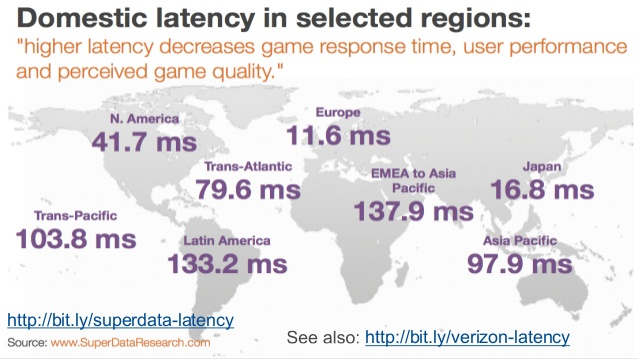 Domestic latency in selected regions:
"higher latency decreases game response time, user performance
and perceived game quality."
N. America
41.7 ms
Europe
11.6 ms
Trans-Atlantic
79.6 ms
EMEA to Asia
Pacific
137.9 ms
Japan
16.8 ms
Trans-Pacific
103.8 ms
Latin America
133.2 ms
Asia Pacific
97.9 ms
http://bit.ly/superdata-latency
Source: www.SuperDataResearch.com
See also: http://bit.ly/verizon-latency